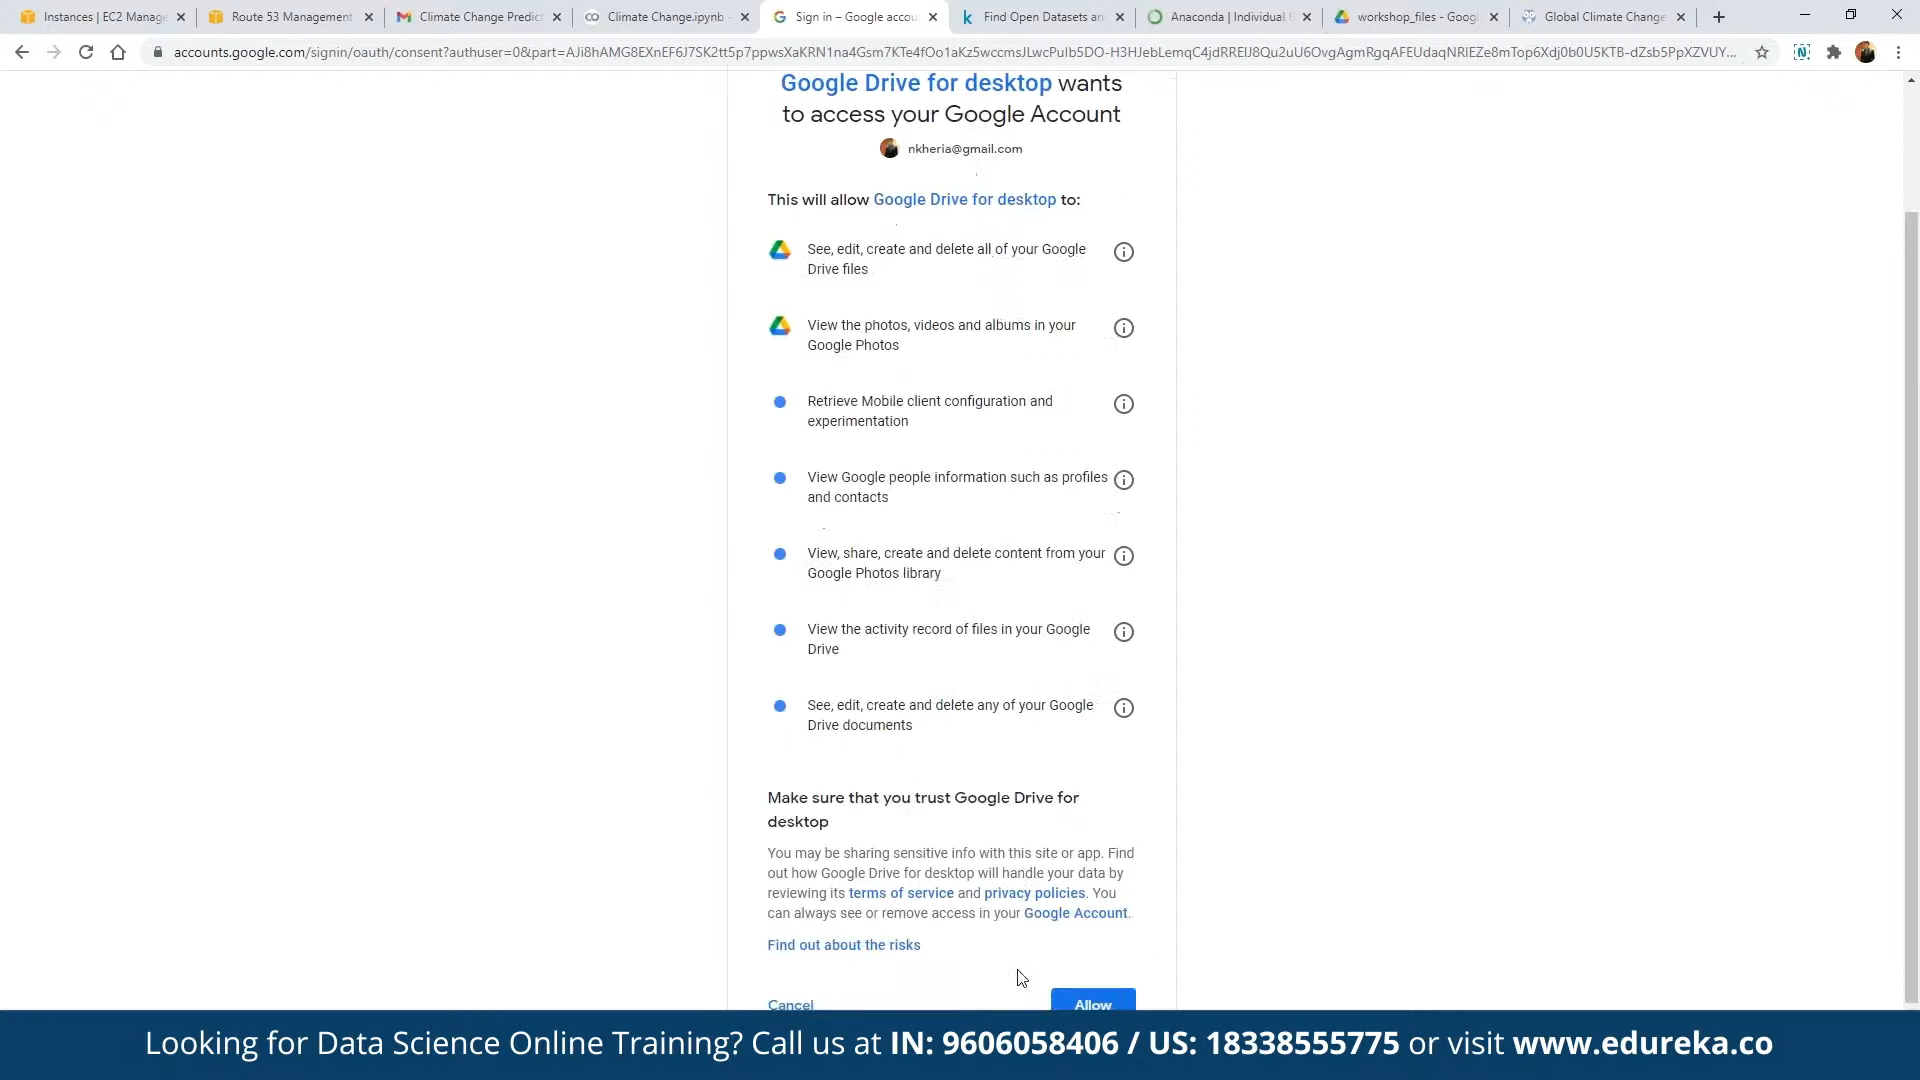 Instances | EC2 Manag
Route 53 Management
Climate Change Predict
Climate Change.ipynb -
Sign in – Google accou
Find Open Datasets an
Anaconda | Individual E
workshop_files - Googl
Global Climate Change
accounts.google.com/signin/oauth/consent?authuser=0&part=AJi8hAMG8EXnEF6J7SK2tt5p7ppwsXaKRN1na4Gsm7KTe4fOo1aKz5wccmsJLwcPuIb5DO-H3HJebLemqC4jdRREIJ8Qu2uU6OvgAgmRgqAFEUdaqNRIEZe8mTop6Xdj0b0U5KTB-dZsb5PpXZVUY...
Google Drive for desktop wants
to access your Google Account
nkheria@gmail.com
This will allow Google Drive for desktop to:
See, edit, create and delete all of your Google
Drive files
View the photos, videos and albums in your
Google Photos
Retrieve Mobile client configuration and
experimentation
View Google people information such as profiles
and contacts
View, share, create and delete content from your
Google Photos library
View the activity record of files in your Google
Drive
See, edit, create and delete any of your Google
Drive documents
Make sure that you trust Google Drive for
desktop
You may be sharing sensitive info with this site or app. Find
out how Google Drive for desktop will handle your data by
reviewing its terms of service and privacy policies. You
can always see or remove access in your Google Account.
Find out about the risks
Cancel
Allow
Looking for Data Science Online Training? Call us at IN: 9606058406 / US: 18338555775 or visit www.edureka.co